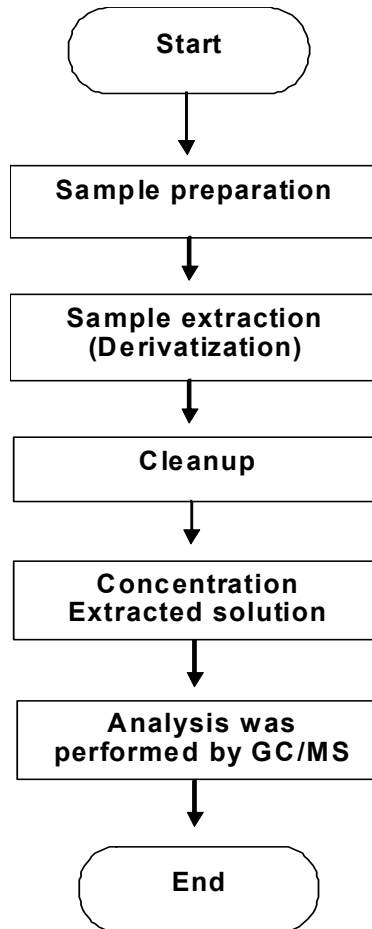 Start
Sample preparation
Sample extraction
(Derivatization)
Cleanup
Concentration
Extracted solution
Analysis was
performed by GC/MS
End